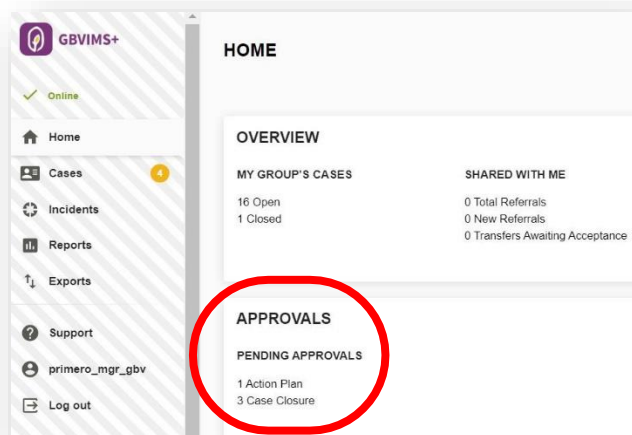 GBVIMS+
Online
Home
Cases
4
Incidents
Reports
Exports
Support
primero_mgr_gbv
Log out
HOME
OVERVIEW
MY GROUP'S CASES
16 Open
1 Closed
SHARED WITH ME
0 Total Referrals
0 New Referrals
0 Transfers Awaiting Acceptance
APPROVALS
PENDING APPROVALS
1 Action Plan
3 Case Closure